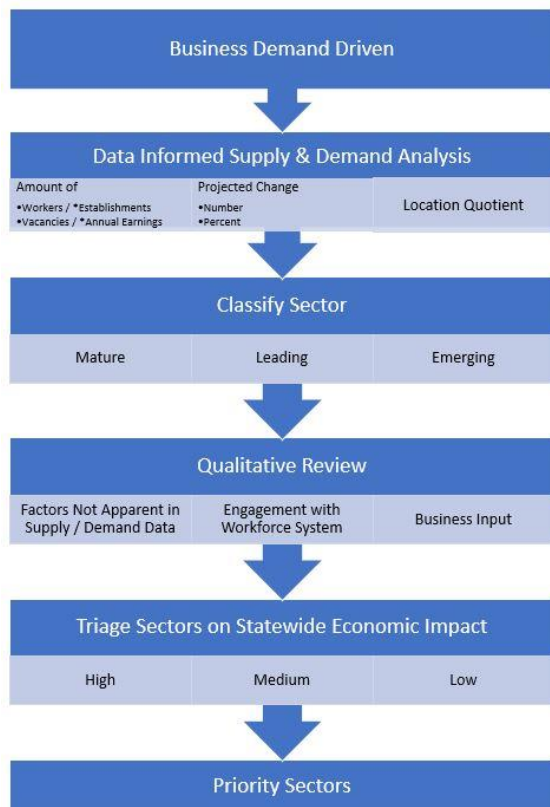 Business Demand Driven
Data Informed Supply & Demand Analysis
Amount of
•Workers / *Establishments
•Vacancies / *Annual Earnings
Projected Change
•Number
•Percent
Location Quotient
Classify Sector
Mature
Leading
Emerging
Qualitative Review
Factors Not Apparent in
Supply / Demand Data
Engagement with
Workforce System
Business Input
Triage Sectors on Statewide Economic Impact
High
Medium
Low
Priority Sectors